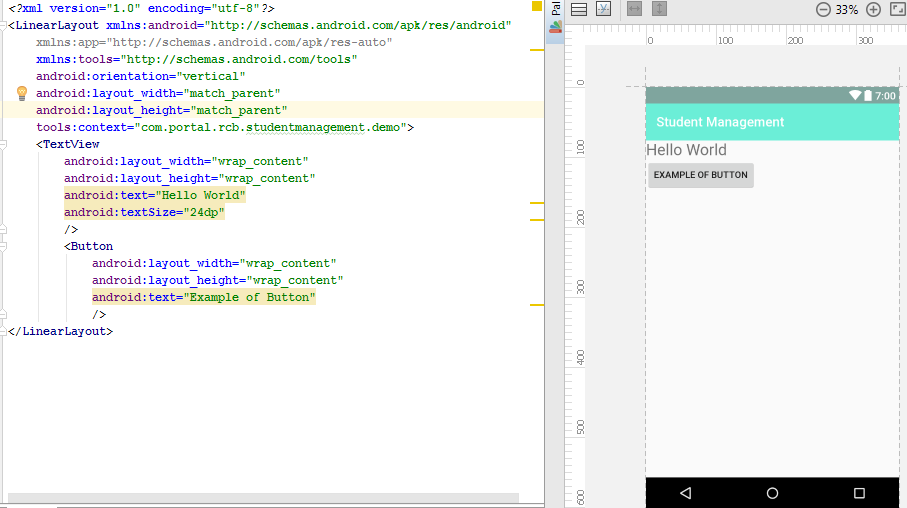 <?xml version="1.0" encoding="utf-8"?>
<LinearLayout xmlns:android="http://schemas.android.com/apk/res/android"
xmlns:app="http://schemas.android.com/apk/res-auto"
xmlns:tools="http://schemas.android.com/tools"
android:orientation="vertical"
android:layout_width="match_parent"
android:layout_height="match_parent"
tools:context="com.portal.rcb.studentmanagement.demo">
<TextView
android:layout_width="wrap_content"
android:layout_height="wrap_content"
android:text="Hello World"
android:textSize="24dp"
/>
<Button
android:layout_width="wrap_content"
android:layout_height="wrap_content"
android:text="Example of Button"
/>
</LinearLayout>
Pal
33%
0 100 200 300
0
100
200
300
400
500
600
7:00
Student Management
Hello World
EXAMPLE OF BUTTON